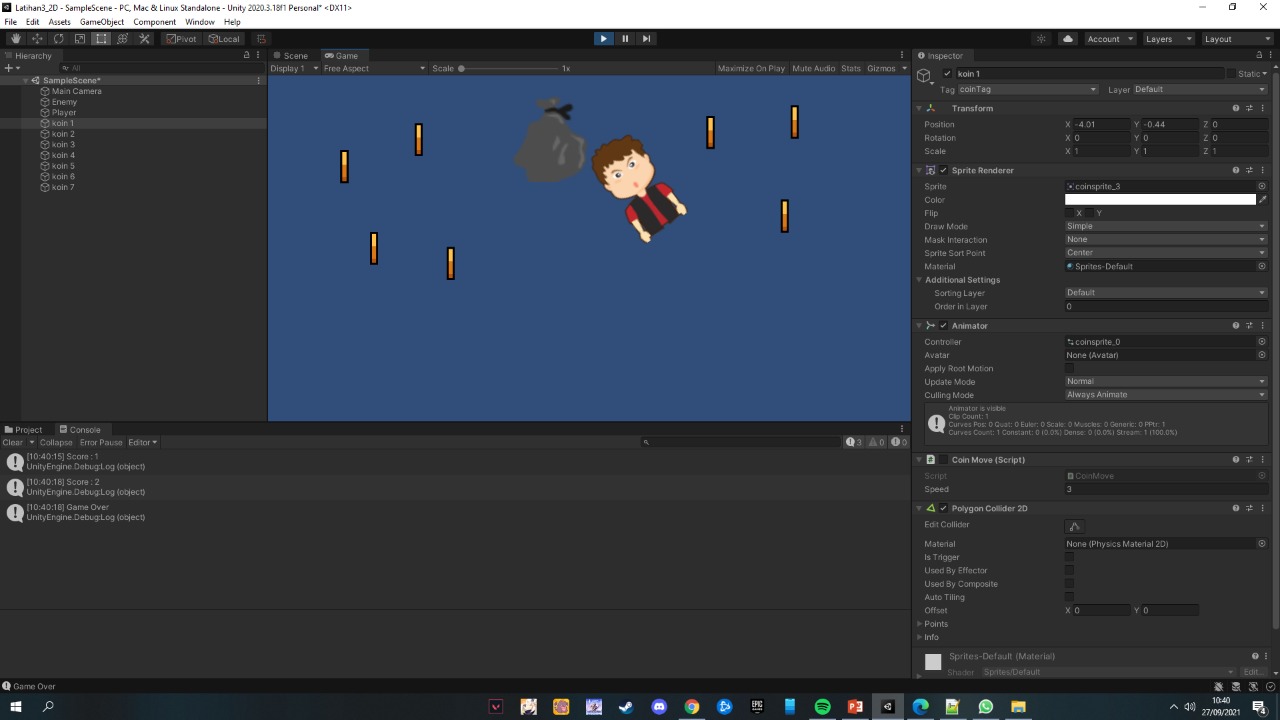 Latihan3_2D - SampleScene - PC, Mac & Linux Standalone - Unity 2020.3.18f1 Personal* <DX11>
File Edit Assets GameObject Component Window Help
Pivot Local Account Layers Layout
Hierarchy
All
SampleScene*
Main Camera
Enemy
Player
koin 1
koin 2
koin 3
koin 4
koin 5
koin 6
koin 7
Scene Game
Display 1 Free Aspect Scale 1x Maximize On Play Mute Audio Stats Gizmos
Inspector
koin 1 Static
Tag coinTag Layer Default
Transform
Position X -4.01 Y -0.44 Z 0
Rotation X 0 Y 0 Z 0
Scale X 1 Y 1 Z 1
Sprite Renderer
Sprite coinsprite_3
Color
Flip X Y
Draw Mode Simple
Mask Interaction None
Sprite Sort Point Center
Material Sprites-Default
Additional Settings
Sorting Layer Default
Order in Layer 0
Animator
Controller coinsprite_0
Avatar None (Avatar)
Apply Root Motion
Update Mode Normal
Culling Mode Always Animate
Animator is visible
Clip Count: 1
Curves Pos: 0 Quat: 0 Euler: 0 Scale: 0 Muscles: 0 Generic: 0 PPtr: 1
Curves Count: 1 Constant: 0 (0.0%) Dense: 0 (0.0%) Stream: 1 (100.0%)
Coin Move (Script)
Script CoinMove
Speed 3
Polygon Collider 2D
Edit Collider
Material None (Physics Material 2D)
Is Trigger
Used By Effector
Used By Composite
Auto Tiling
Offset X 0 Y 0
Points
Info
Sprites-Default (Material)
Shader Sprites/Default Edit...
Project Console
Clear Collapse Error Pause Editor 3 0 0
[10:40:15] Score : 1
UnityEngine.Debug:Log (object)
[10:40:18] Score : 2
UnityEngine.Debug:Log (object)
[10:40:18] Game Over
UnityEngine.Debug:Log (object)
Game Over
10:40
27/09/2021